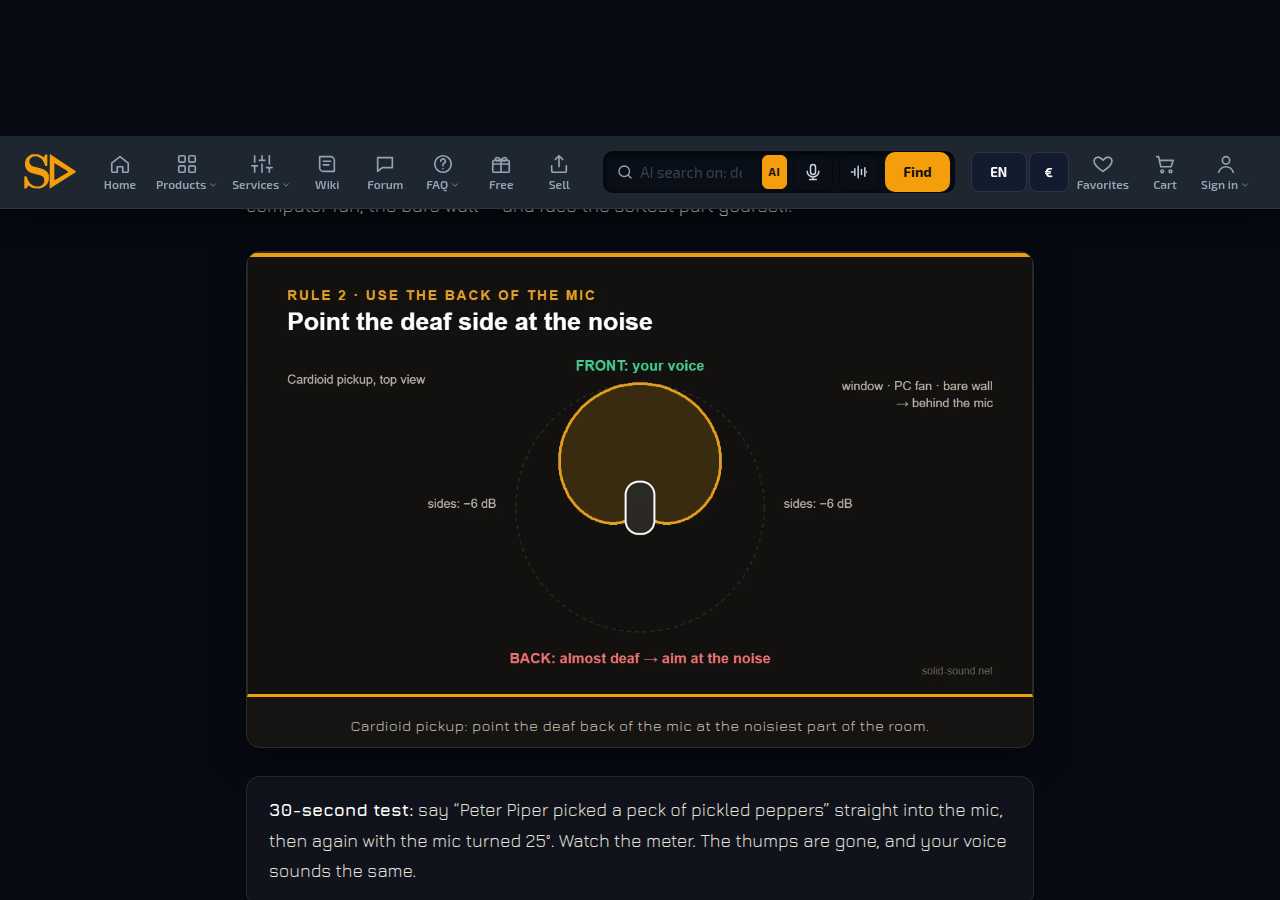 Home
Products
Services
Wiki
Forum
FAQ
Free
Sell
AI search on:
AI
Find
EN
€
Favorites
Cart
Sign in
RULE 2 · USE THE BACK OF THE MIC
Point the deaf side at the noise
FRONT: your voice
Cardioid pickup, top view
window · PC fan · bare wall
→ behind the mic
sides: −6 dB
sides: −6 dB
BACK: almost deaf → aim at the noise
solid-sound.net
Cardioid pickup: point the deaf back of the mic at the noisiest part of the room.
30-second test: say “Peter Piper picked a peck of pickled peppers” straight into the mic,
then again with the mic turned 25°. Watch the meter. The thumps are gone, and your voice
sounds the same.